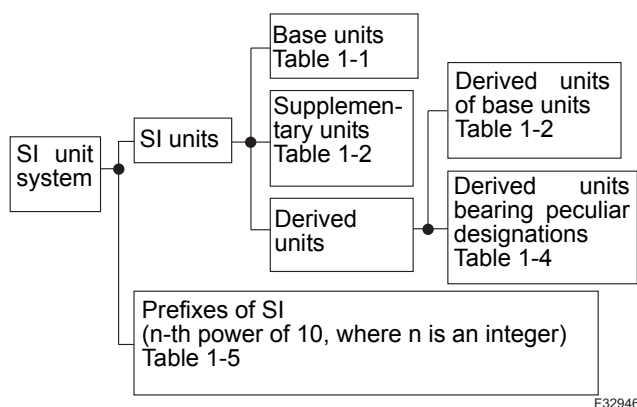 SI unit
system
SI units
Base units
Table 1-1
Supplemen-
tary units
Table 1-2
Derived
units
Derived units
of base units
Table 1-2
Derived units
bearing peculiar
designations
Table 1-4
Prefixes of SI
(n-th power of 10, where n is an integer)
Table 1-5
F32946